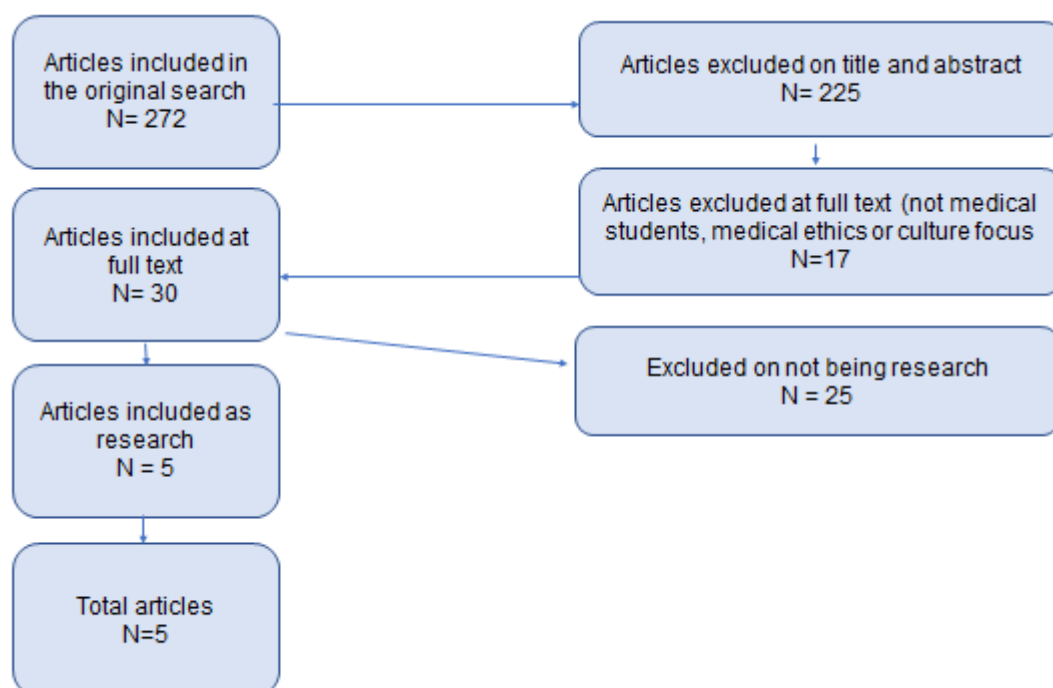 Articles included in
the original search
N= 272
Articles excluded on title and abstract
N= 225
Articles excluded at full text (not medical
students, medical ethics or culture focus
N=17
Articles included at
full text
N= 30
Excluded on not being research
N = 25
Articles included as
research
N = 5
Total articles
N=5